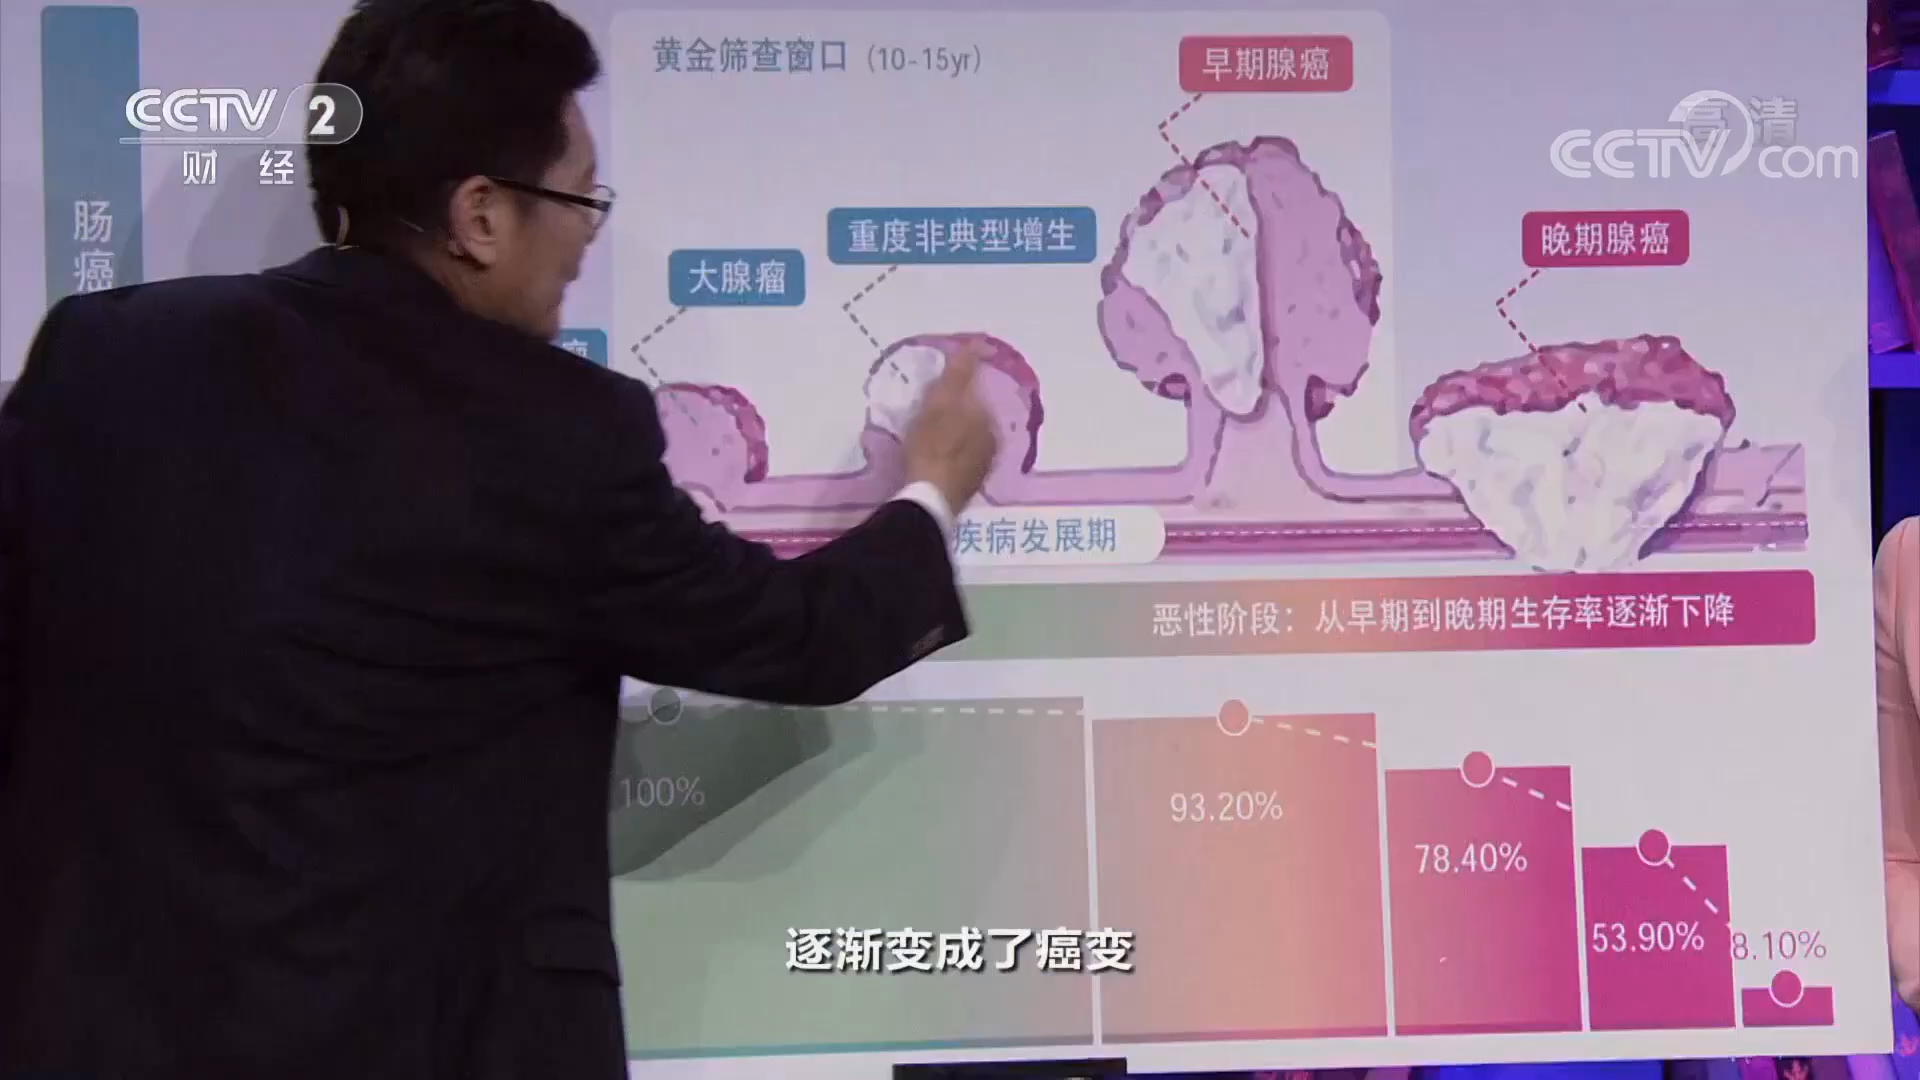 黄金筛查窗口 (10-15yr)
早期腺癌
CCTV 2
财 经
高清
CCTV com
肠癌
重度非典型增生
晚期腺癌
大腺瘤
瘤
疾病发展期
恶性阶段：从早期到晚期生存率逐渐下降
100%
93.20%
78.40%
53.90%
8.10%
逐渐变成了癌变